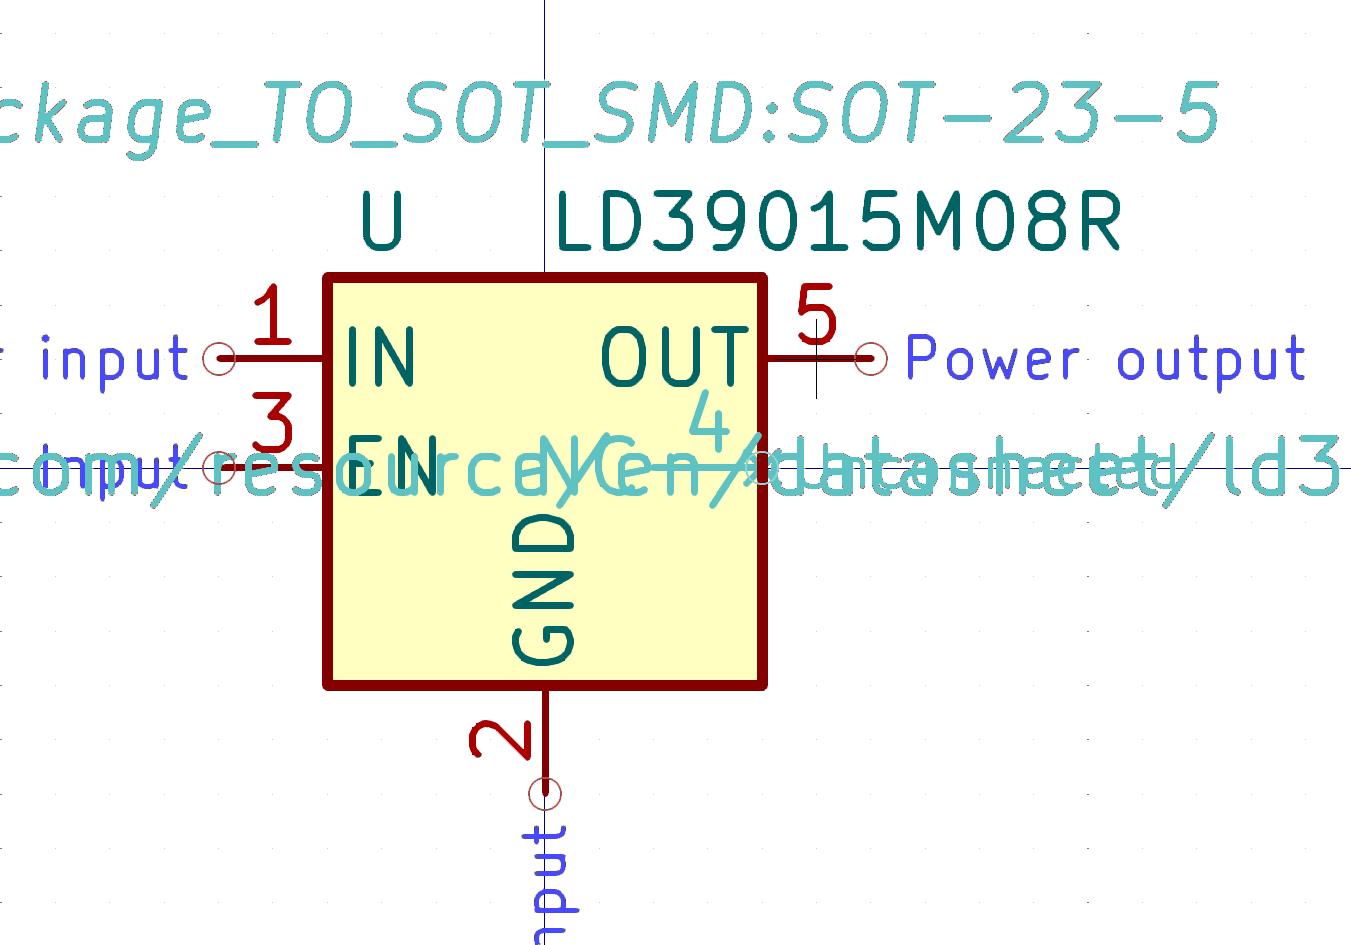 ckage_TO_SOT_SMD:SOT-23-5
U LD39015M08R
1 5
input IN OUT Power output
3 4
Input EN NC
com/resource/en/datasheet/ld3
GND
2
nput